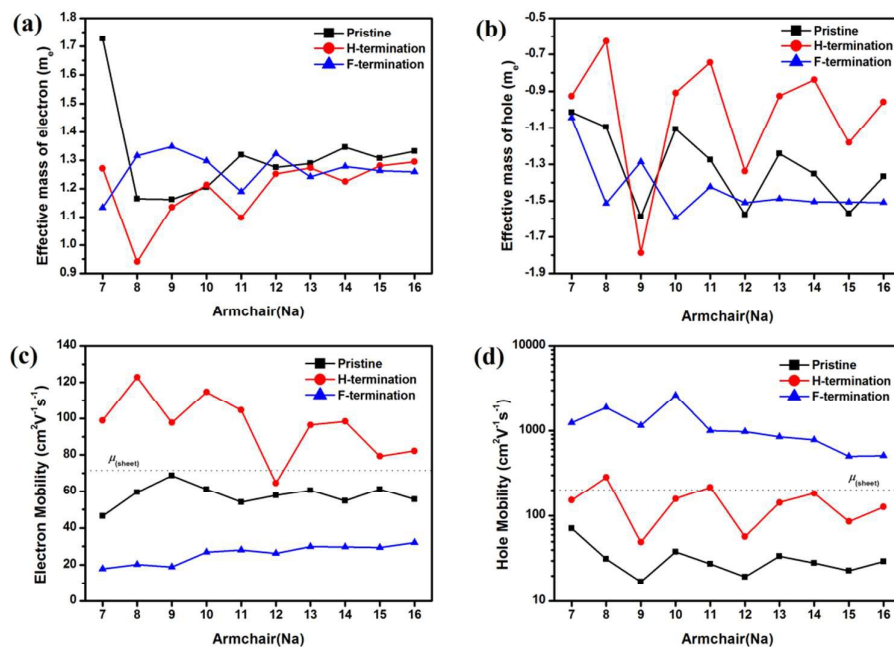 (a)
Pristine
H-termination
F-termination
Effective mass of electron (mₑ)
1.8
1.7
1.6
1.5
1.4
1.3
1.2
1.1
1.0
0.9
7 8 9 10 11 12 13 14 15 16
Armchair(Na)
(b)
Pristine
H-termination
F-termination
Effective mass of hole (mₑ)
-0.5
-0.7
-0.9
-1.1
-1.3
-1.5
-1.7
-1.9
7 8 9 10 11 12 13 14 15 16
Armchair(Na)
(c)
Pristine
H-termination
F-termination
μ(sheet)
Electron Mobility (cm²V⁻¹s⁻¹)
140
120
100
80
60
40
20
0
7 8 9 10 11 12 13 14 15 16
Armchair(Na)
(d)
Pristine
H-termination
F-termination
μ(sheet)
Hole Mobility (cm²V⁻¹s⁻¹)
10000
1000
100
10
7 8 9 10 11 12 13 14 15 16
Armchair(Na)